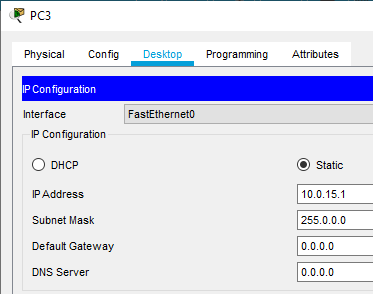 PC3
Physical Config Desktop Programming Attributes
IP Configuration
Interface FastEthernet0
IP Configuration
DHCP Static
IP Address 10.0.15.1
Subnet Mask 255.0.0.0
Default Gateway 0.0.0.0
DNS Server 0.0.0.0